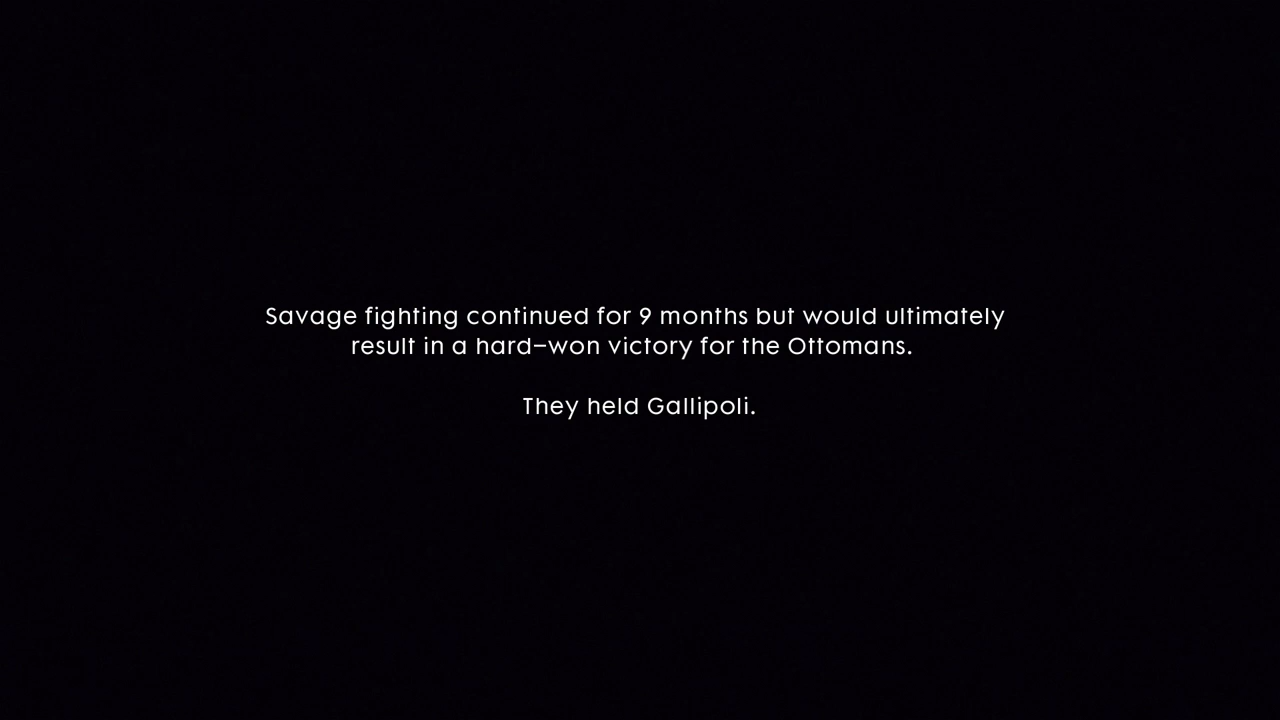 Savage fighting continued for 9 months but would ultimately
result in a hard-won victory for the Ottomans.
They held Gallipoli.